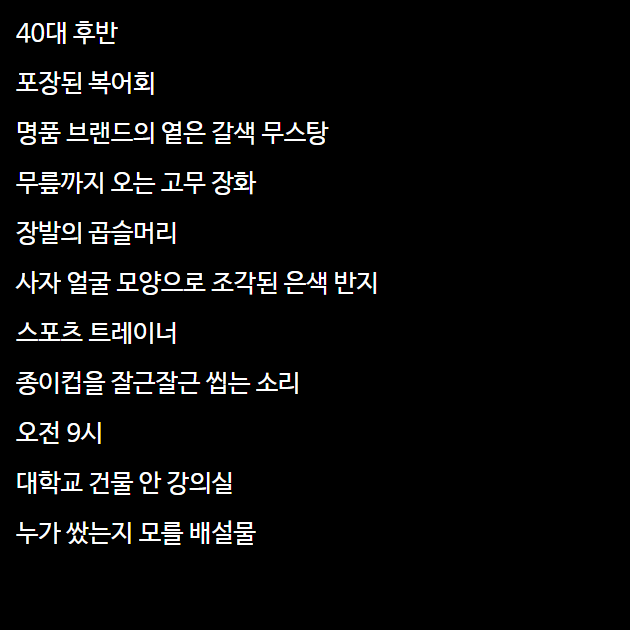 40대 후반
포장된 복어회
명품 브랜드의 옅은 갈색 무스탕
무릎까지 오는 고무 장화
장발의 곱슬머리
사자 얼굴 모양으로 조각된 은색 반지
스포츠 트레이너
종이컵을 잘근잘근 씹는 소리
오전 9시
대학교 건물 안 강의실
누가 쌌는지 모를 배설물